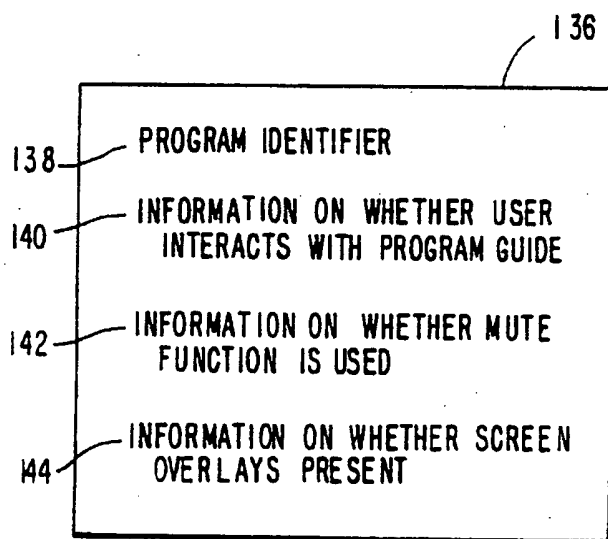 136
138 PROGRAM IDENTIFIER
140 INFORMATION ON WHETHER USER
INTERACTS WITH PROGRAM GUIDE
142 INFORMATION ON WHETHER MUTE
FUNCTION IS USED
144 INFORMATION ON WHETHER SCREEN
OVERLAYS PRESENT